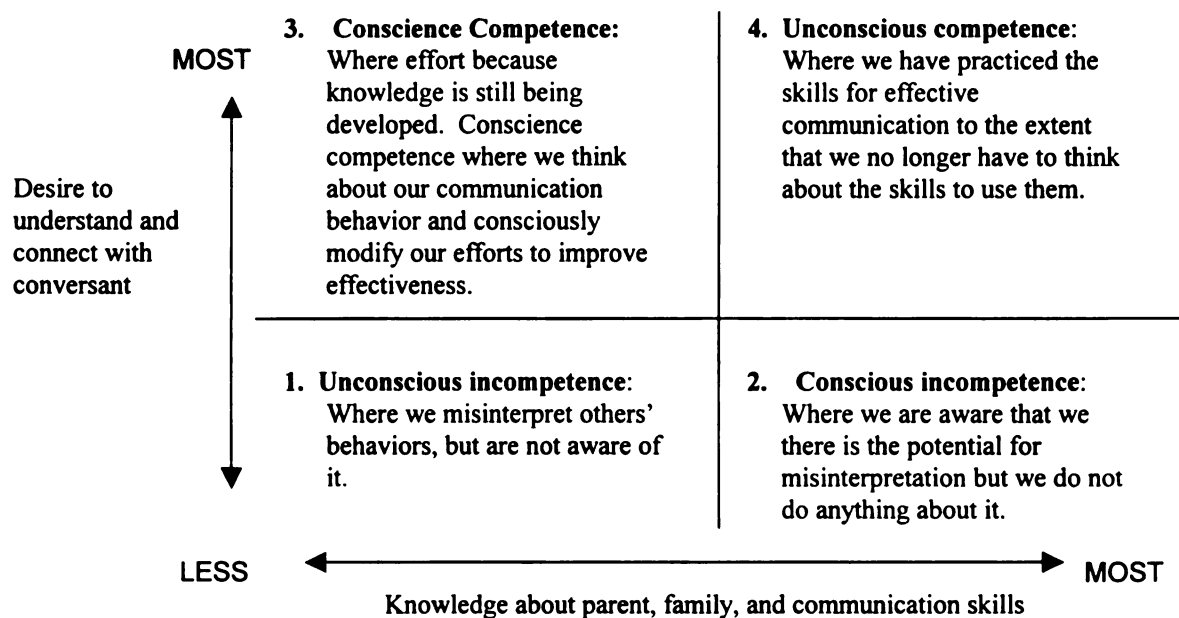 3. Conscience Competence:
Where effort because
knowledge is still being
developed. Conscience
competence where we think
about our communication
behavior and consciously
modify our efforts to improve
effectiveness.
4. Unconscious competence:
Where we have practiced the
skills for effective
communication to the extent
that we no longer have to think
about the skills to use them.
MOST
Desire to
understand and
connect with
conversant
1. Unconscious incompetence:
Where we misinterpret others'
behaviors, but are not aware of
it.
2. Conscious incompetence:
Where we are aware that we
there is the potential for
misinterpretation but we do not
do anything about it.
LESS
MOST
Knowledge about parent, family, and communication skills